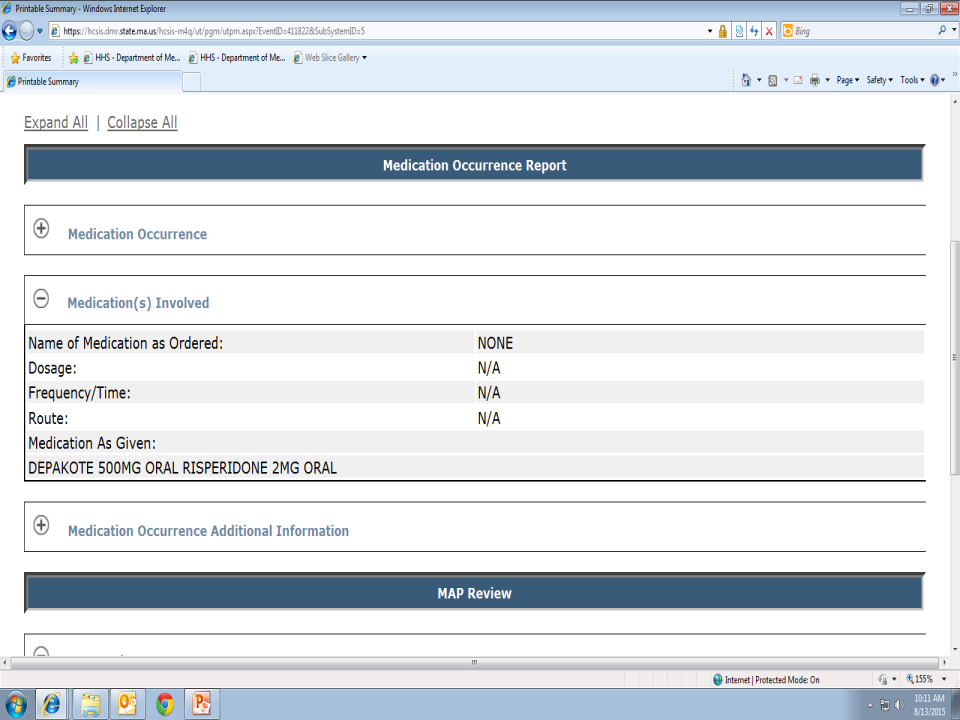 Printable Summary - Windows Internet Explorer
https://hcsis.dmr.state.ma.us/hcsis-m4q/ut/pgm/utpm.aspx?EventID=411822&SubSystemID=5
Bing
Favorites HHS - Department of Me... HHS - Department of Me... Web Slice Gallery
Printable Summary Page Safety Tools »
Expand All | Collapse All
Medication Occurrence Report
Medication Occurrence
Medication(s) Involved
Name of Medication as Ordered: NONE
Dosage: N/A
Frequency/Time: N/A
Route: N/A
Medication As Given:
DEPAKOTE 500MG ORAL RISPERIDONE 2MG ORAL
Medication Occurrence Additional Information
MAP Review
Internet | Protected Mode: On 155%
10:11 AM
8/13/2015